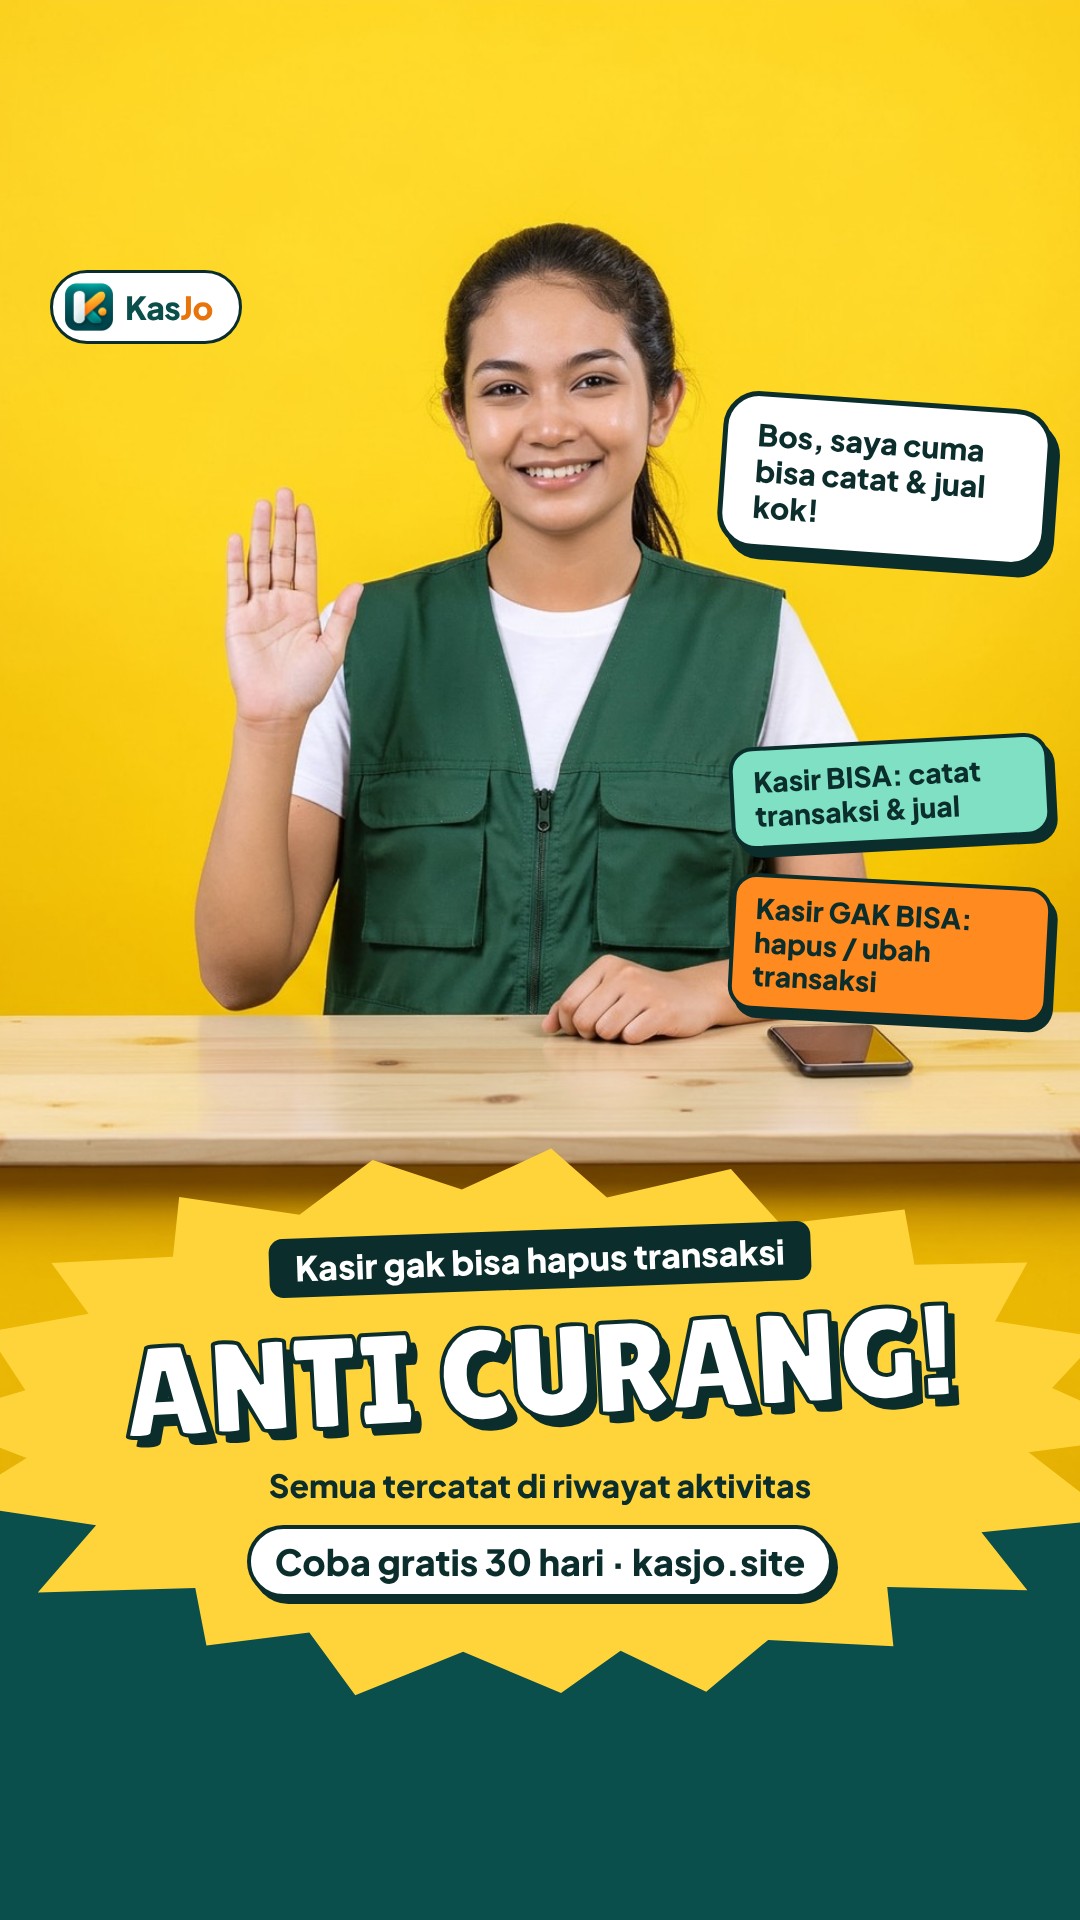 KasJo
Bos, saya cuma
bisa catat & jual
kok!
Kasir BISA: catat
transaksi & jual
Kasir GAK BISA:
hapus / ubah
transaksi
Kasir gak bisa hapus transaksi
ANTI CURANG!
Semua tercatat di riwayat aktivitas
Coba gratis 30 hari · kasjo.site